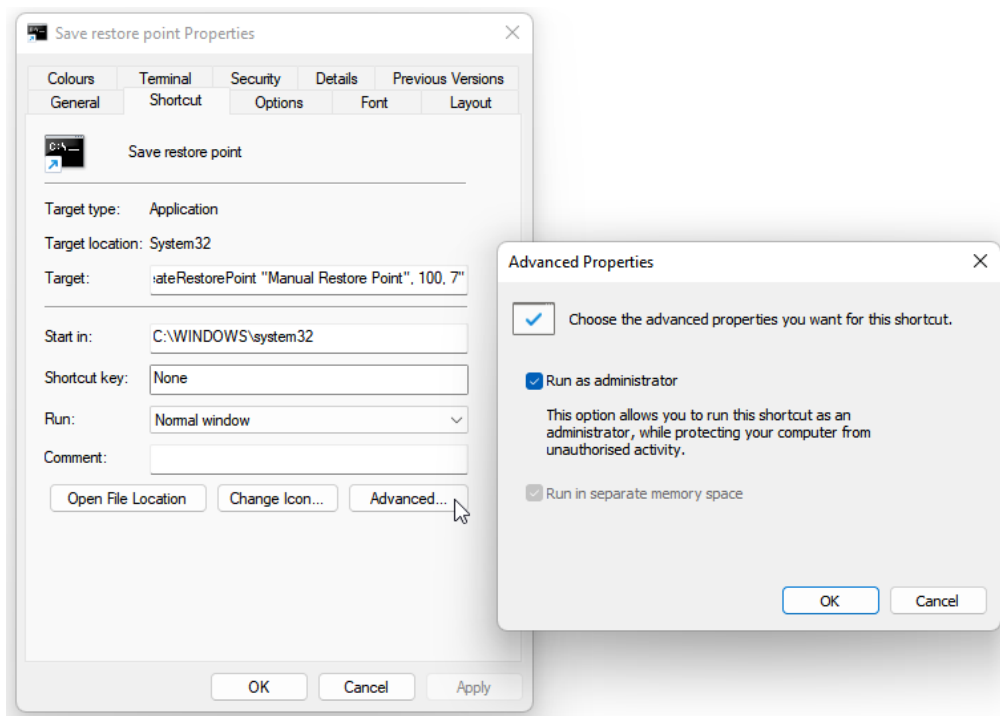 Save restore point Properties
Colours Terminal Security Details Previous Versions
General Shortcut Options Font Layout
C:\_
Save restore point
Target type: Application
Target location: System32
Target: ateRestorePoint "Manual Restore Point", 100, 7"
Start in: C:\WINDOWS\system32
Shortcut key: None
Run: Normal window
Comment:
Open File Location Change Icon... Advanced...
OK Cancel Apply
Advanced Properties
Choose the advanced properties you want for this shortcut.
Run as administrator
This option allows you to run this shortcut as an
administrator, while protecting your computer from
unauthorised activity.
Run in separate memory space
OK Cancel